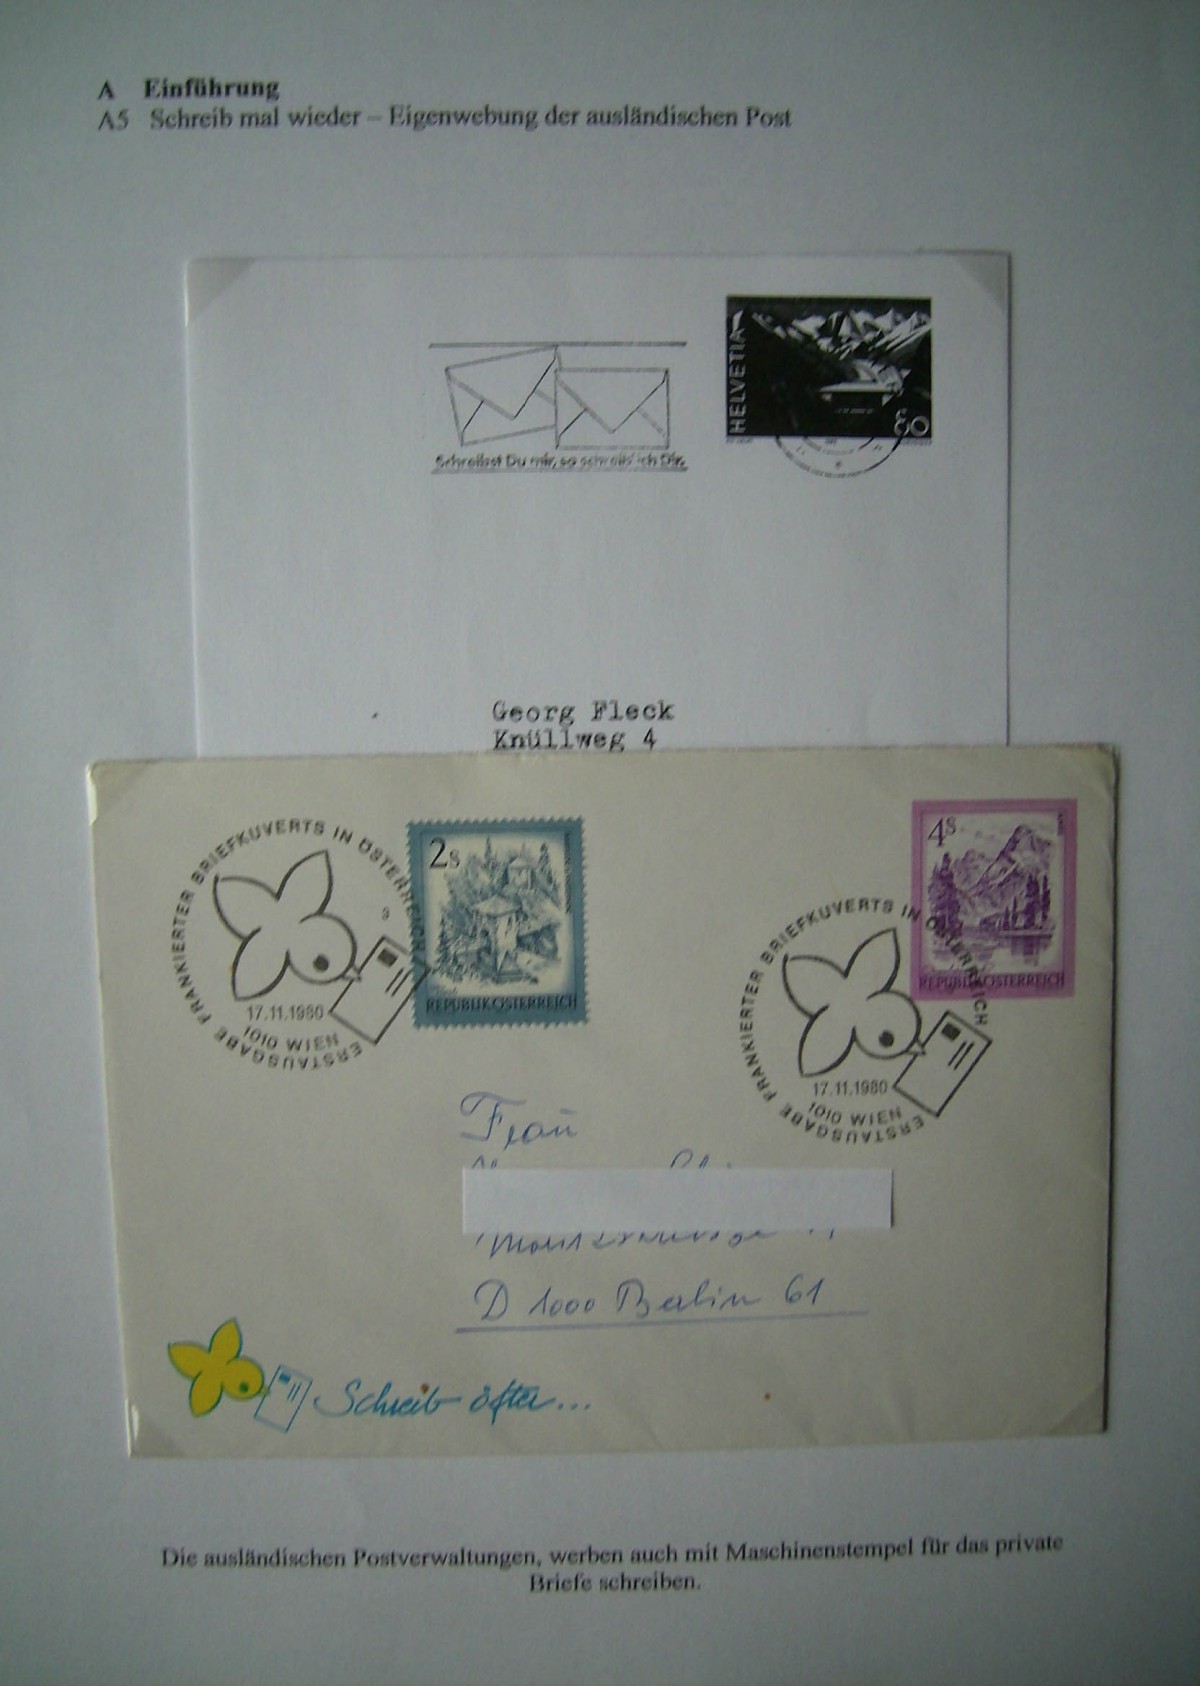 A Einführung
A5 Schreib mal wieder – Eigenwebung der ausländischen Post
HELVETIA
80
Schreibst Du mir, so schreib' ich Dir.
Georg Fleck
Knüllweg 4
ERSTAUSGABE FRANKIERTER BRIEFKUVERTS IN ÖSTERREICH
17.11.1980
1010 WIEN
2S
REPUBLIK ÖSTERREICH
4S
REPUBLIK ÖSTERREICH
ERSTAUSGABE FRANKIERTER BRIEFKUVERTS IN ÖSTERREICH
17.11.1980
1010 WIEN
Frau
D 1000 Berlin 61
Schreib öfter...
Die ausländischen Postverwaltungen, werben auch mit Maschinenstempel für das private
Briefe schreiben.